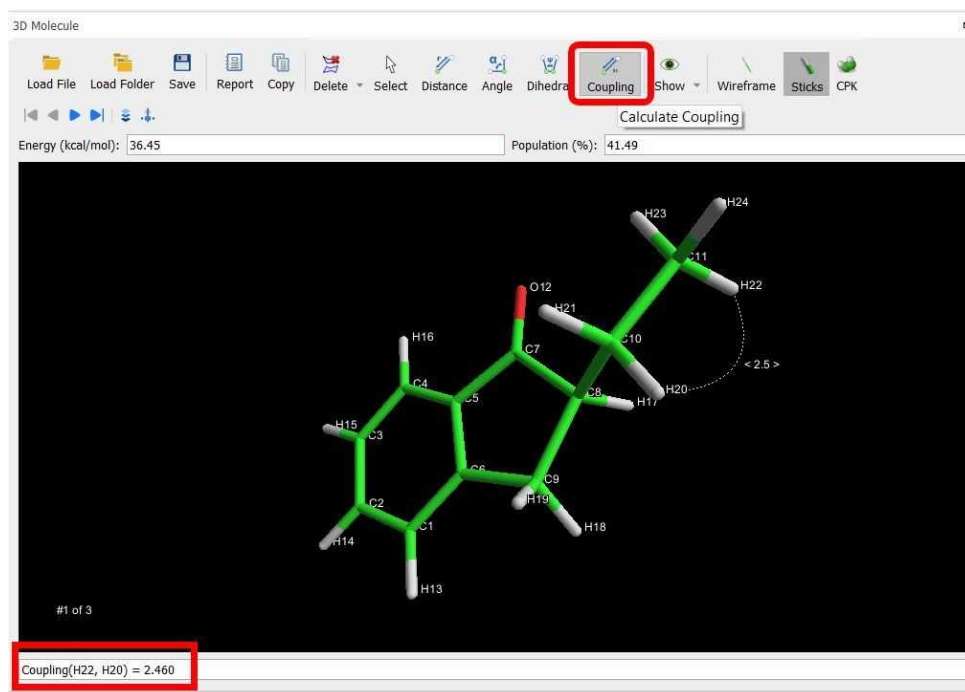 3D Molecule
Load File Load Folder Save Report Copy Delete Select Distance Angle Dihedra Coupling Show Wireframe Sticks CPK
Calculate Coupling
Energy (kcal/mol): 36.45 Population (%): 41.49
H24
H23
C11
H22
O12
H21
C10
H16
C7
< 2.5 >
C4
H20
C8
H17
C5
H15
C3
C6
C9
H19
C2
C1
H18
H14
H13
#1 of 3
Coupling(H22, H20) = 2.460